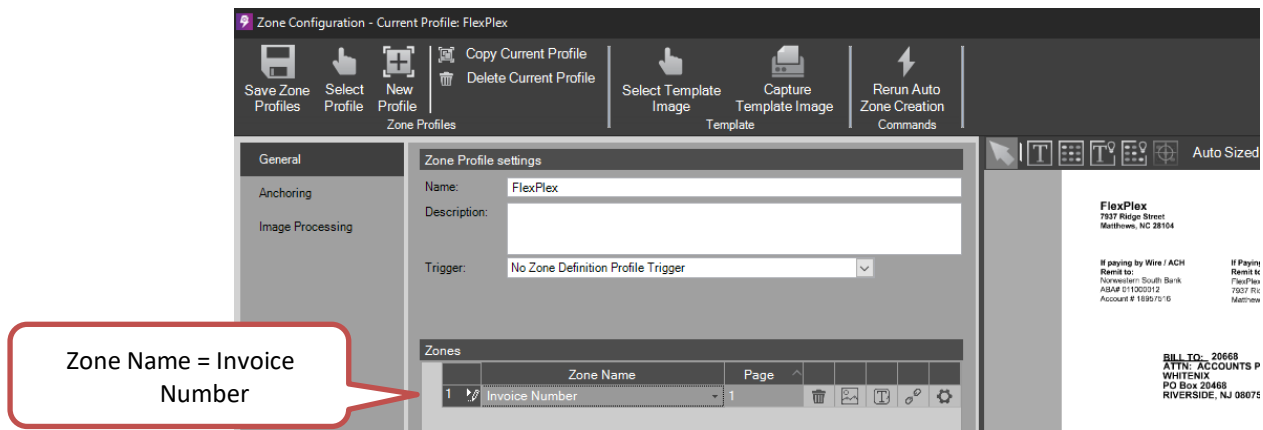 Zone Configuration - Current Profile: FlexPlex
Save Zone Profiles
Select Profile
New Profile
Copy Current Profile
Delete Current Profile
Zone Profiles
Select Template Image
Capture Template Image
Template
Rerun Auto Zone Creation
Commands
General
Anchoring
Image Processing
Zone Profile settings
Name: FlexPlex
Description:
Trigger: No Zone Definition Profile Trigger
Zones
Zone Name Page
1 Invoice Number 1
Zone Name = Invoice
Number
Auto Sized
FlexPlex
7937 Ridge Street
Matthews, NC 28104
If paying by Wire / ACH
Remit to:
Norwestern South Bank
ABA# 011000012
Account # 18957516
If Paying
Remit to
FlexPlex
7937 Ri
Matthew
BILL TO: 20668
ATTN: ACCOUNTS P
WHITENIX
PO Box 20468
RIVERSIDE, NJ 08075